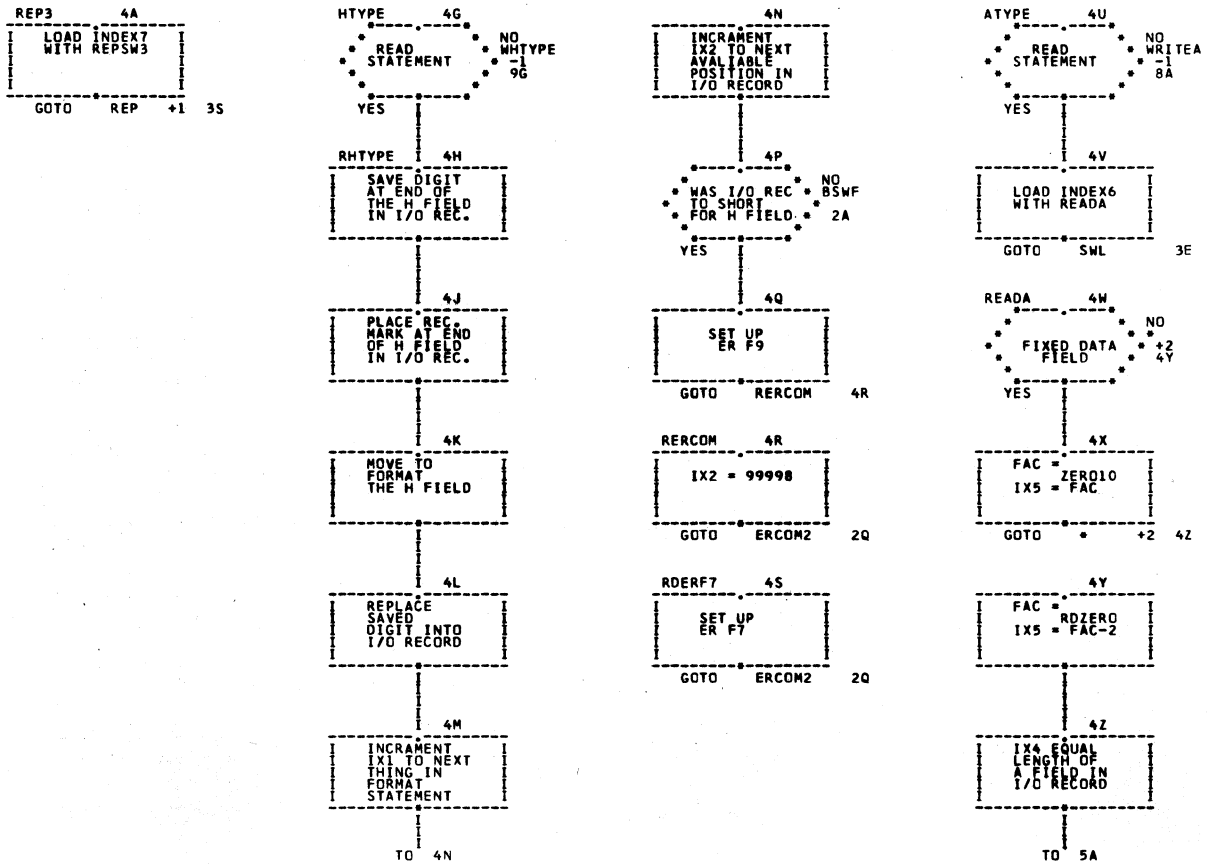 REP3 4A
LOAD INDEX7
WITH REPSW3
GOTO REP +1 3S
HTYPE 4G
READ
STATEMENT
NO
WHTYPE
-1
9G
YES
RHTYPE 4H
SAVE DIGIT
AT END OF
THE H FIELD
IN I/O REC.
4J
PLACE REC.
MARK AT END
OF H FIELD
IN I/O REC.
4K
MOVE TO
FORMAT
THE H FIELD
4L
REPLACE
SAVED
DIGIT INTO
I/O RECORD
4M
INCRAMENT
IX1 TO NEXT
THING IN
FORMAT
STATEMENT
TO 4N
4N
INCRAMENT
IX2 TO NEXT
AVALIABLE
POSITION IN
I/O RECORD
4P
WAS I/O REC
TO SHORT
FOR H FIELD
NO
BSWF
2A
YES
4Q
SET UP
ER F9
GOTO RERCOM 4R
RERCOM 4R
IX2 = 99998
GOTO ERCOM2 2Q
RDERF7 4S
SET UP
ER F7
GOTO ERCOM2 2Q
ATYPE 4U
READ
STATEMENT
NO
WRITEA
-1
8A
YES
4V
LOAD INDEX6
WITH READA
GOTO SWL 3E
READA 4W
FIXED DATA
FIELD
NO
+2
4Y
YES
4X
FAC =
ZERO10
IX5 = FAC
GOTO * +2 4Z
4Y
FAC =
RDZERO
IX5 = FAC-2
4Z
IX4 EQUAL
LENGTH OF
A FIELD IN
I/O RECORD
TO 5A